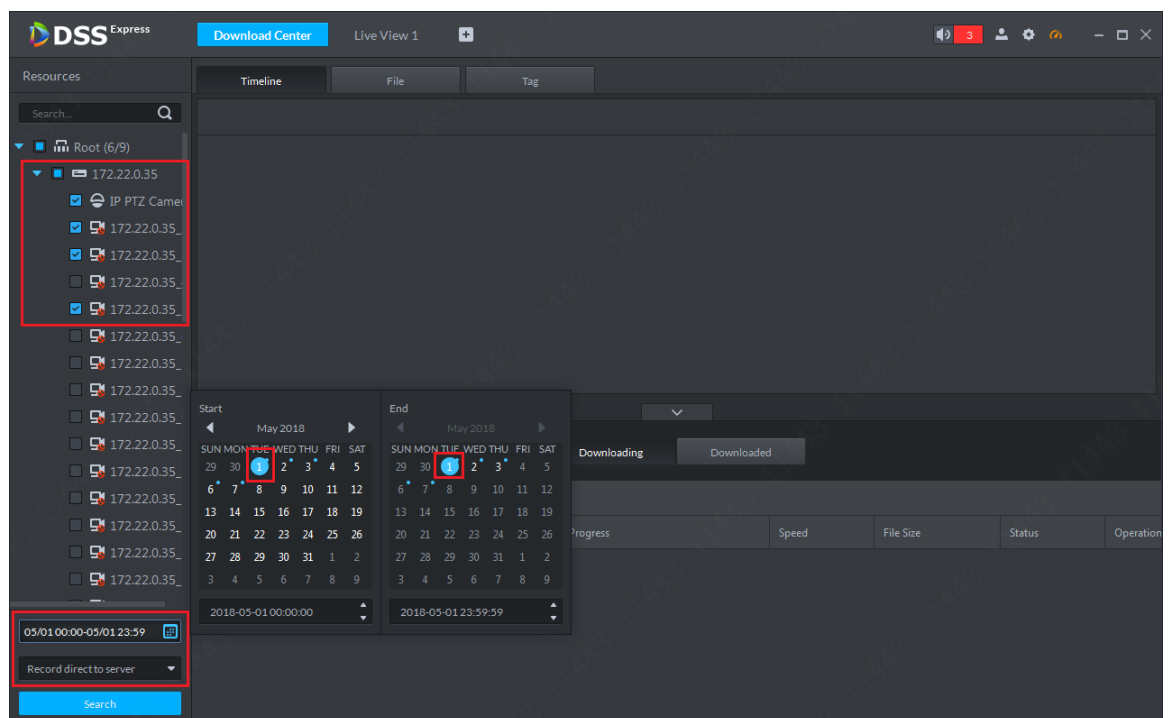 DSS Express
Download Center
Live View 1
3
Resources
Timeline
File
Tag
Search...
Root (6/9)
172.22.0.35
IP PTZ Camer
172.22.0.35_
172.22.0.35_
172.22.0.35_
172.22.0.35_
172.22.0.35_
172.22.0.35_
172.22.0.35_
172.22.0.35_
172.22.0.35_
172.22.0.35_
172.22.0.35_
172.22.0.35_
172.22.0.35_
172.22.0.35_
Start
May 2018
SUN MON TUE WED THU FRI SAT
29 30 1 2 3 4 5
6 7 8 9 10 11 12
13 14 15 16 17 18 19
20 21 22 23 24 25 26
27 28 29 30 31 1 2
3 4 5 6 7 8 9
2018-05-01 00:00:00
End
May 2018
SUN MON TUE WED THU FRI SAT
29 30 1 2 3 4 5
6 7 8 9 10 11 12
13 14 15 16 17 18 19
20 21 22 23 24 25 26
27 28 29 30 31 1 2
3 4 5 6 7 8 9
2018-05-01 23:59:59
Downloading
Downloaded
Progress
Speed
File Size
Status
Operation
05/01 00:00-05/01 23:59
Record direct to server
Search